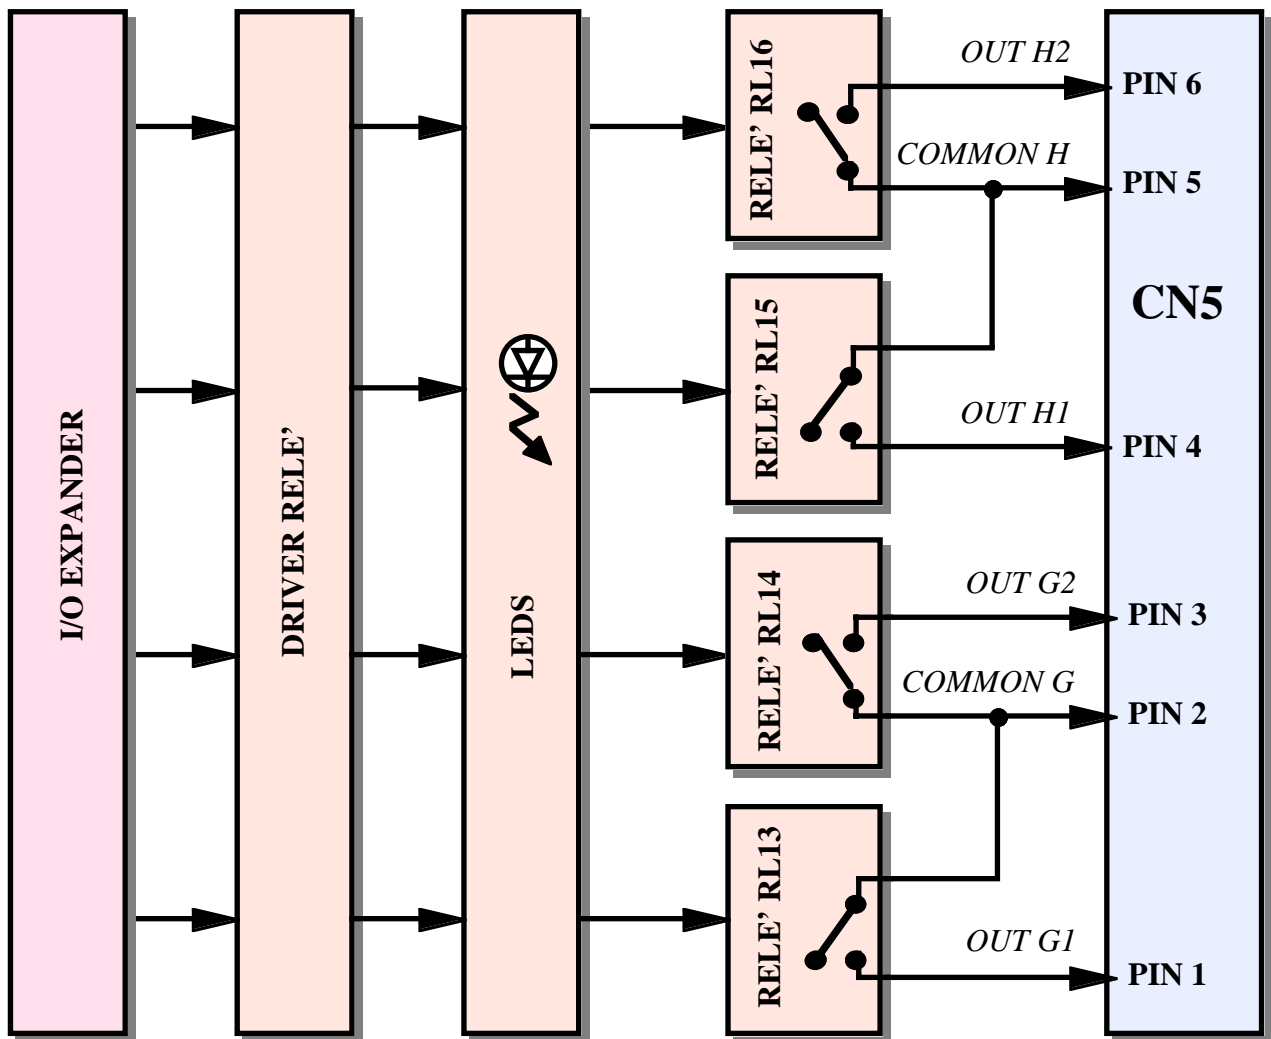 I/O EXPANDER
DRIVER RELE’
LEDS
RELE’ RL16
OUT H2
PIN 6
COMMON H
PIN 5
CN5
RELE’ RL15
OUT H1
PIN 4
RELE’ RL14
OUT G2
PIN 3
COMMON G
PIN 2
RELE’ RL13
OUT G1
PIN 1